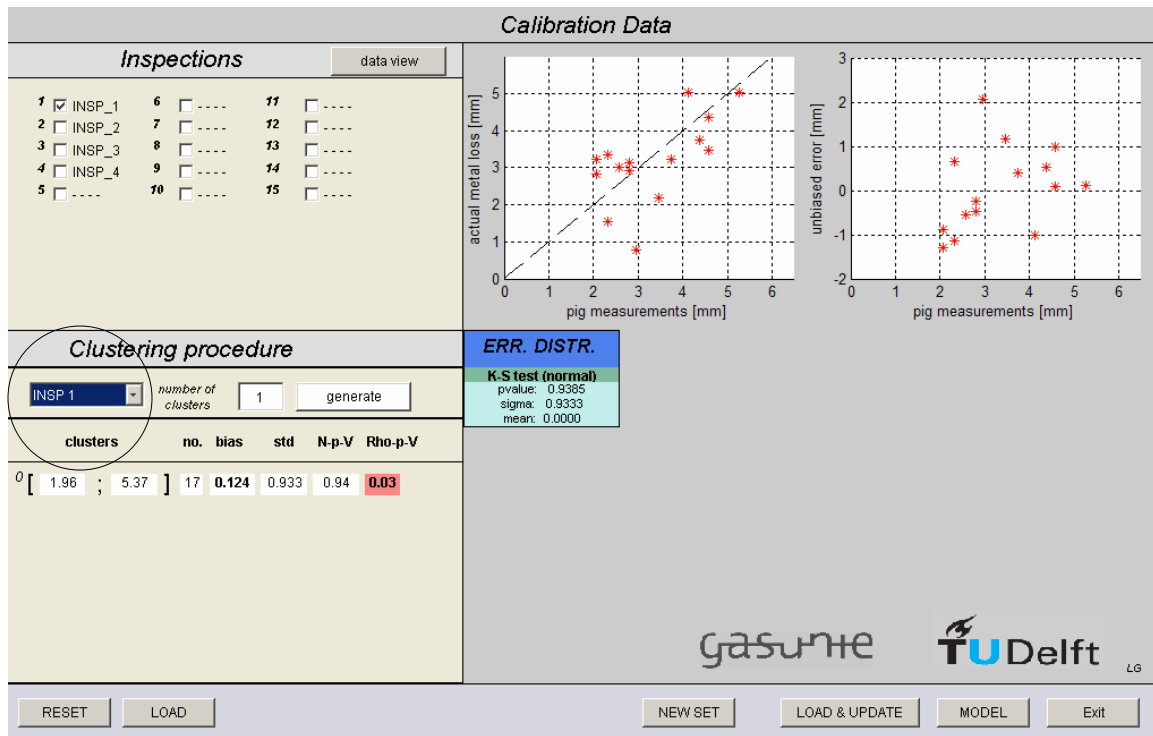 Calibration Data
Inspections
data view
1 INSP_1 6 ---- 11 ----
2 INSP_2 7 ---- 12 ----
3 INSP_3 8 ---- 13 ----
4 INSP_4 9 ---- 14 ----
5 ---- 10 ---- 15 ----
actual metal loss [mm]
5
4
3
2
1
0
0 1 2 3 4 5 6
pig measurements [mm]
unbiased error [mm]
3
2
1
0
-1
-2
0 1 2 3 4 5 6
pig measurements [mm]
Clustering procedure
INSP 1
number of
clusters
1
generate
clusters no. bias std N-p-V Rho-p-V
0 [ 1.96 ; 5.37 ] 17 0.124 0.933 0.94 0.03
ERR. DISTR.
K-S test (normal)
pvalue: 0.9385
sigma: 0.9333
mean: 0.0000
gasunie
TU Delft
LG
RESET LOAD NEW SET LOAD & UPDATE MODEL Exit